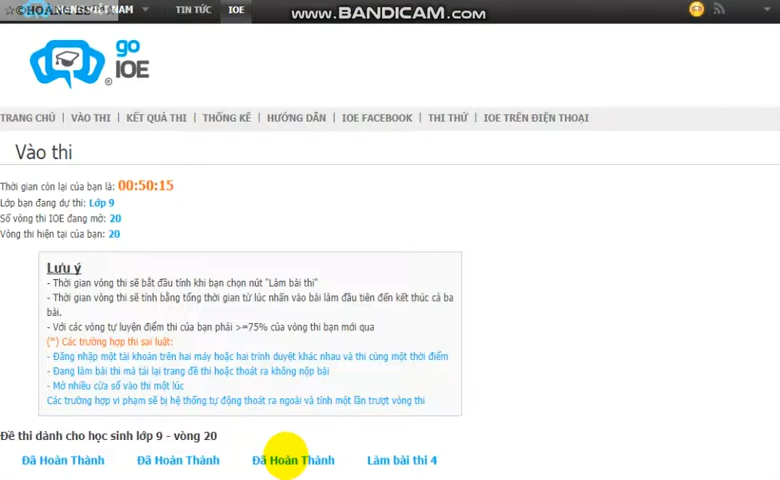 ☆©HOANG
VIỆT NAM
TIN TỨC
IOE
www.BANDICAM.com
go
IOE
®
TRANG CHỦ | VÀO THI | KẾT QUẢ THI | THỐNG KÊ | HƯỚNG DẪN | IOE FACEBOOK | THI THỬ | IOE TRÊN ĐIỆN THOẠI
Vào thi
Thời gian còn lại của bạn là: 00:50:15
Lớp bạn đang dự thi: Lớp 9
Số vòng thi IOE đang mở: 20
Vòng thi hiện tại của bạn: 20
Lưu ý
- Thời gian vòng thi sẽ bắt đầu tính khi bạn chọn nút "Làm bài thi"
- Thời gian vòng thi sẽ tính bằng tổng thời gian từ lúc nhấn vào bài làm đầu tiên đến kết thúc cả ba
bài.
- Với các vòng tự luyện điểm thi của bạn phải >=75% của vòng thi bạn mới qua
(*) Các trường hợp thi sai luật:
- Đăng nhập một tài khoản trên hai máy hoặc hai trình duyệt khác nhau và thi cùng một thời điểm
- Đang làm bài thi mà tải lại trang đề thi hoặc thoát ra không nộp bài
- Mở nhiều cửa sổ vào thi một lúc
Các trường hợp vi phạm sẽ bị hệ thống tự động thoát ra ngoài và tính một lần trượt vòng thi
Đề thi dành cho học sinh lớp 9 - vòng 20
Đã Hoàn Thành Đã Hoàn Thành Đã Hoàn Thành Làm bài thi 4